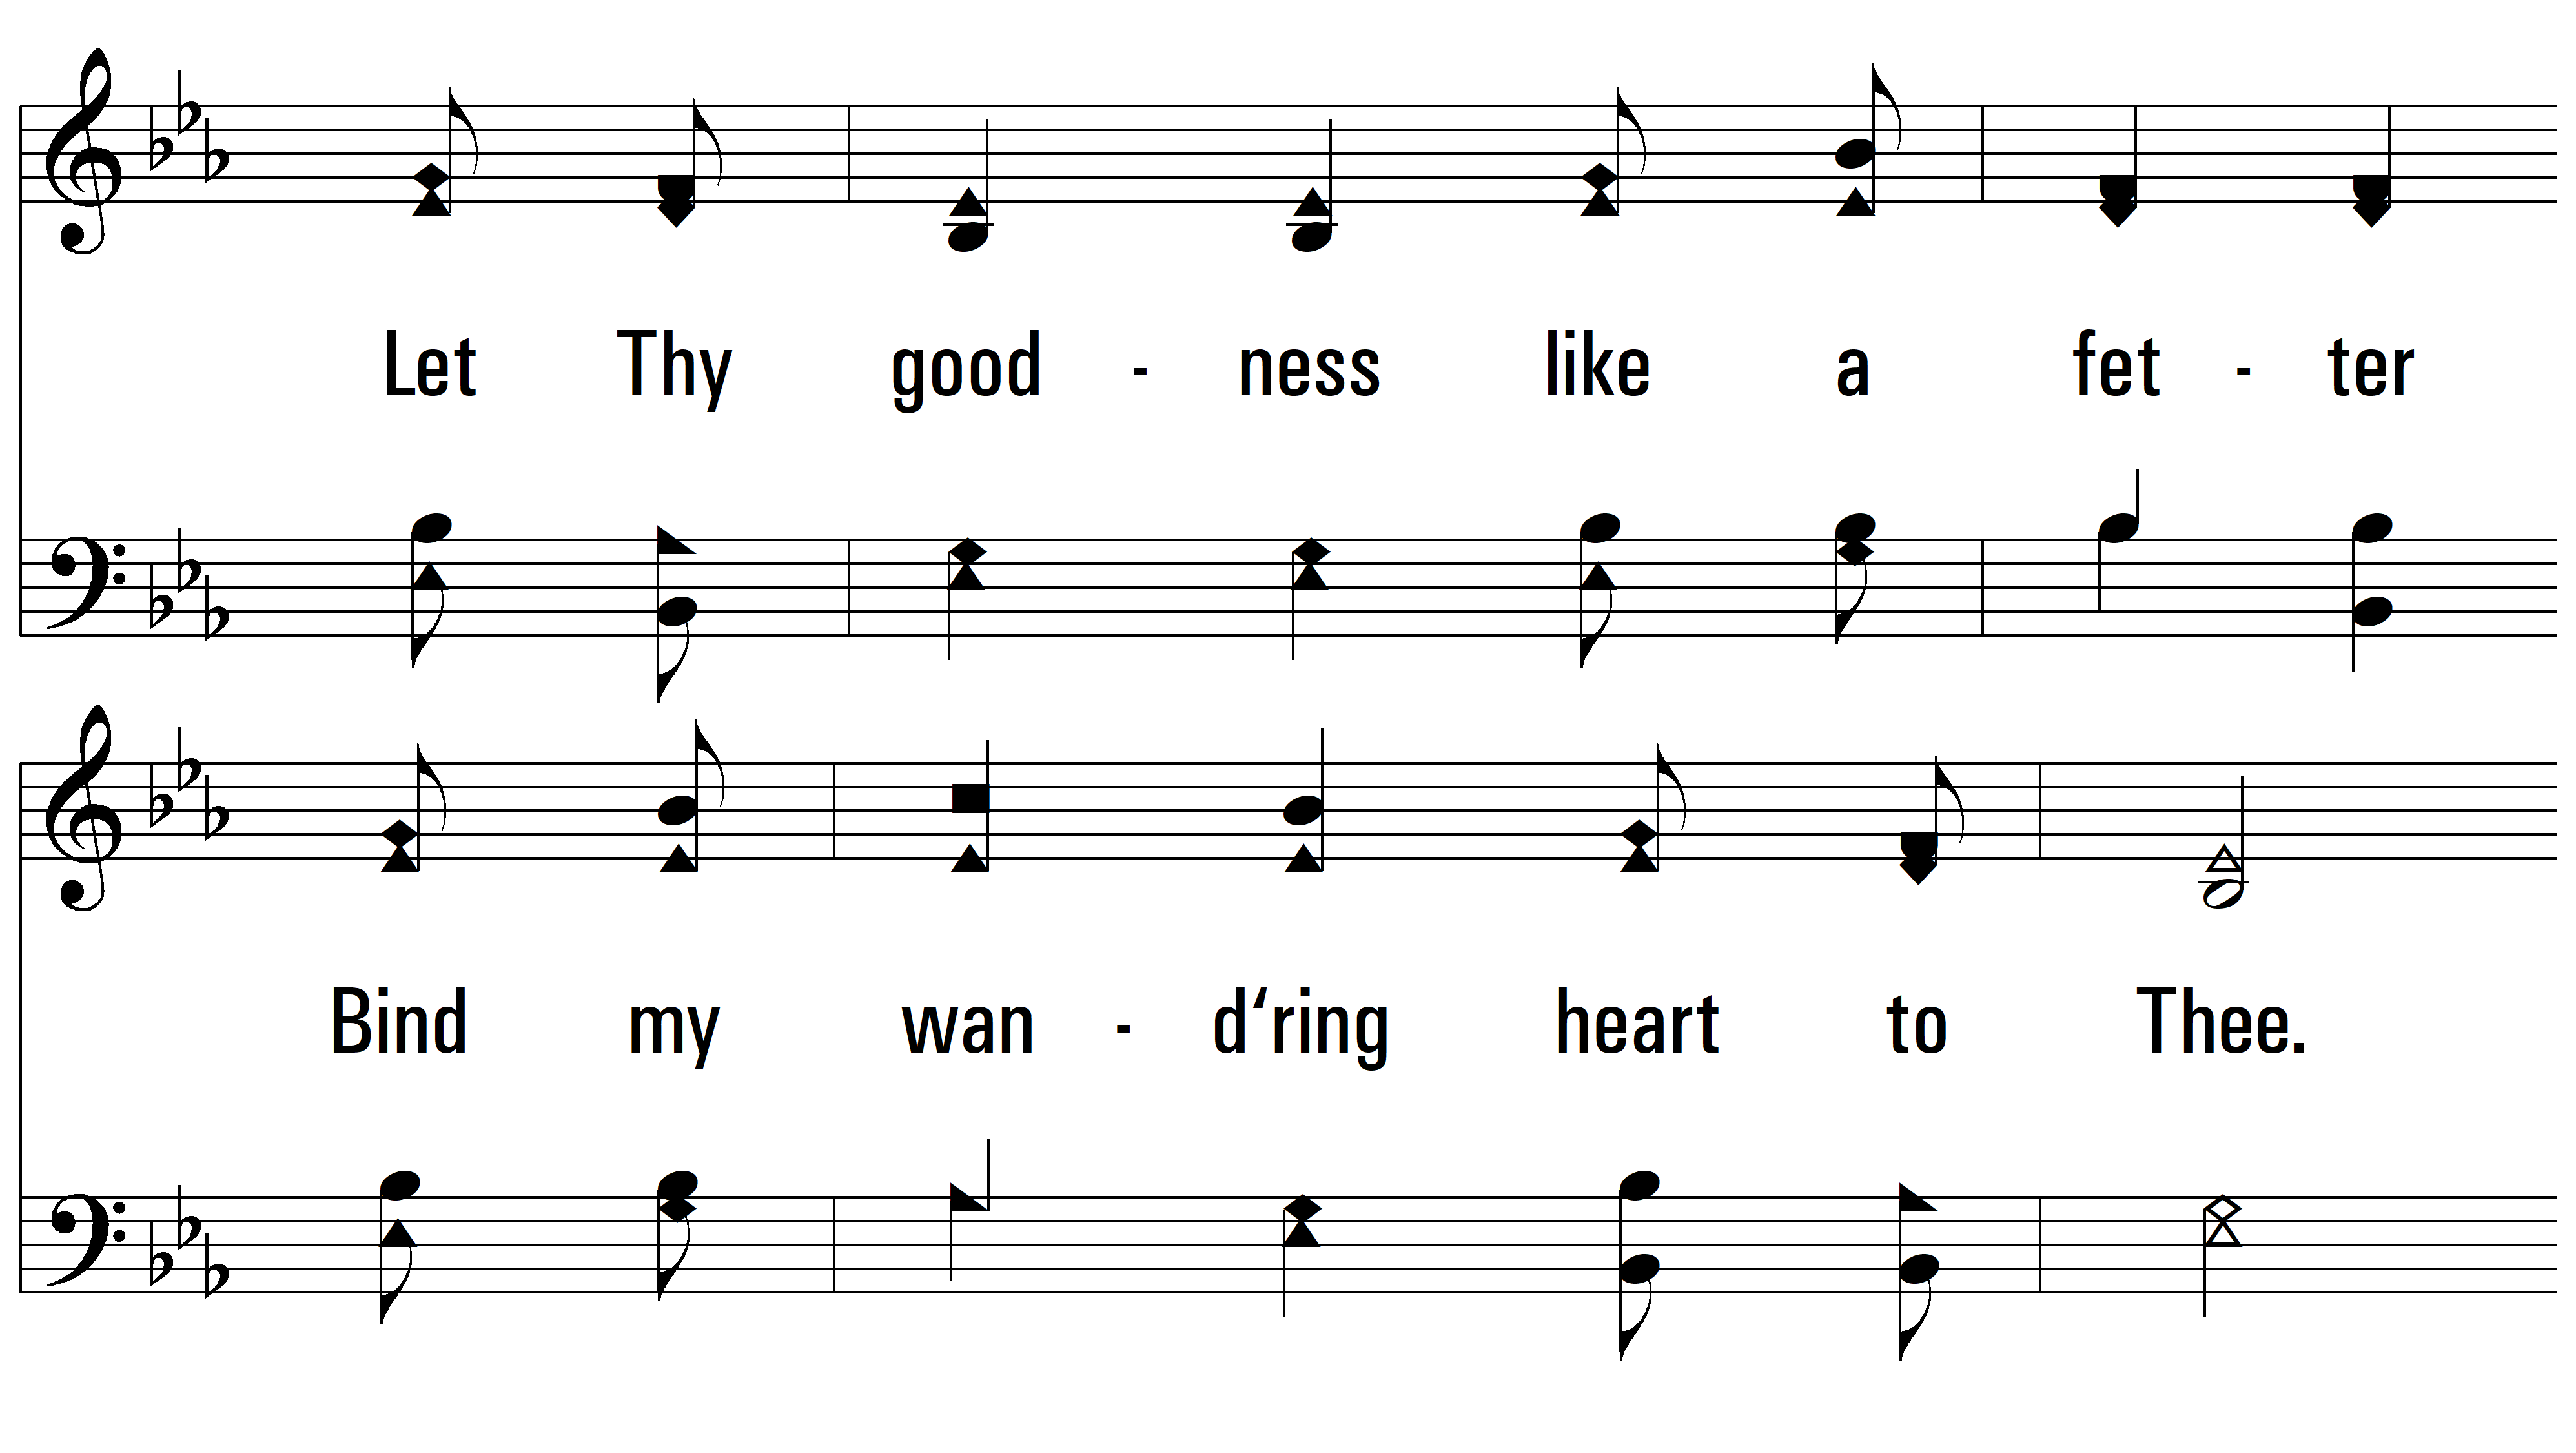 Let Thy good - ness like a fet - ter
Bind my wan - d‘ring heart to Thee.